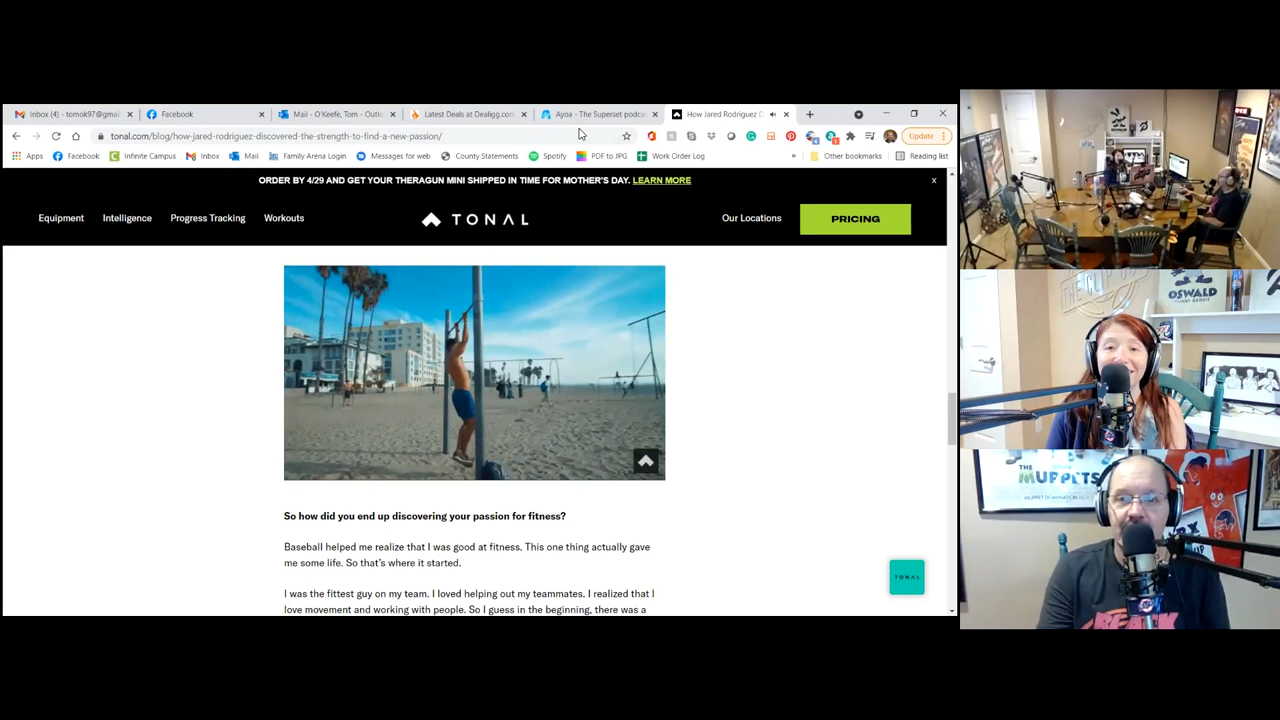 Inbox (4) - tomok97@gmai
Facebook
Mail - O'Keefe, Tom - Outlo
Latest Deals at Dealigg.com
Ayoa - The Superset podca
How Jared Rodriguez D
tonal.com/blog/how-jared-rodriguez-discovered-the-strength-to-find-a-new-passion/
Update
Apps
Facebook
Infinite Campus
Inbox
Mail
Family Arena Login
Messages for web
County Statements
Spotify
PDF to JPG
Work Order Log
»
Other bookmarks
Reading list
ORDER BY 4/29 AND GET YOUR THERAGUN MINI SHIPPED IN TIME FOR MOTHER'S DAY. LEARN MORE
x
Equipment
Intelligence
Progress Tracking
Workouts
TONAL
Our Locations
PRICING
So how did you end up discovering your passion for fitness?
Baseball helped me realize that I was good at fitness. This one thing actually gave
me some life. So that's where it started.
I was the fittest guy on my team. I loved helping out my teammates. I realized that I
love movement and working with people. So I guess in the beginning, there was a
TONAL
OSWALD
THE
MUPPETS
BLACK